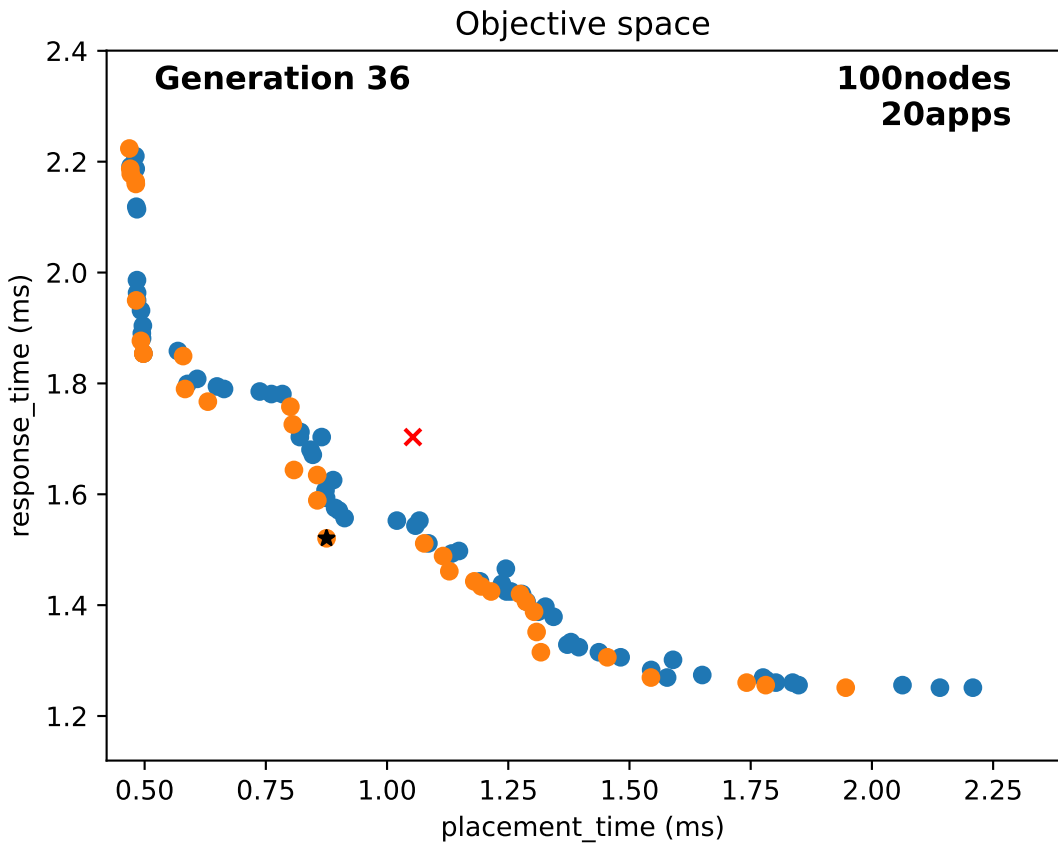 Objective space
Generation 36
100nodes
20apps
2.4
2.2
2.0
1.8
1.6
1.4
1.2
response_time (ms)
0.50 0.75 1.00 1.25 1.50 1.75 2.00 2.25
placement_time (ms)